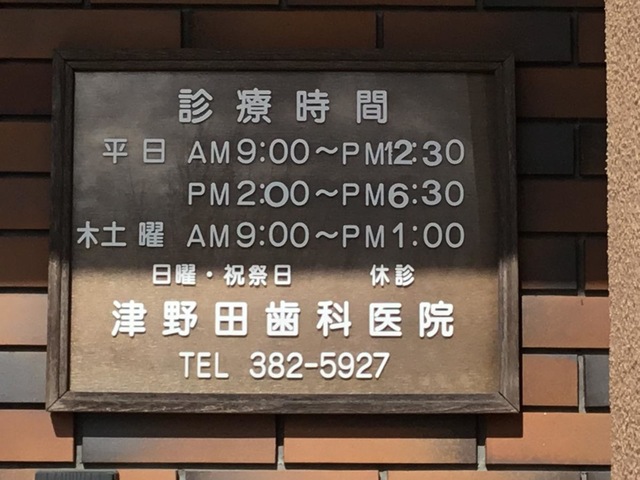 診療時間
平日 AM9:00～PM12:30
PM2:00～PM6:30
木土曜 AM9:00～PM1:00
日曜・祝祭日 休診
津野田歯科医院
TEL 382-5927